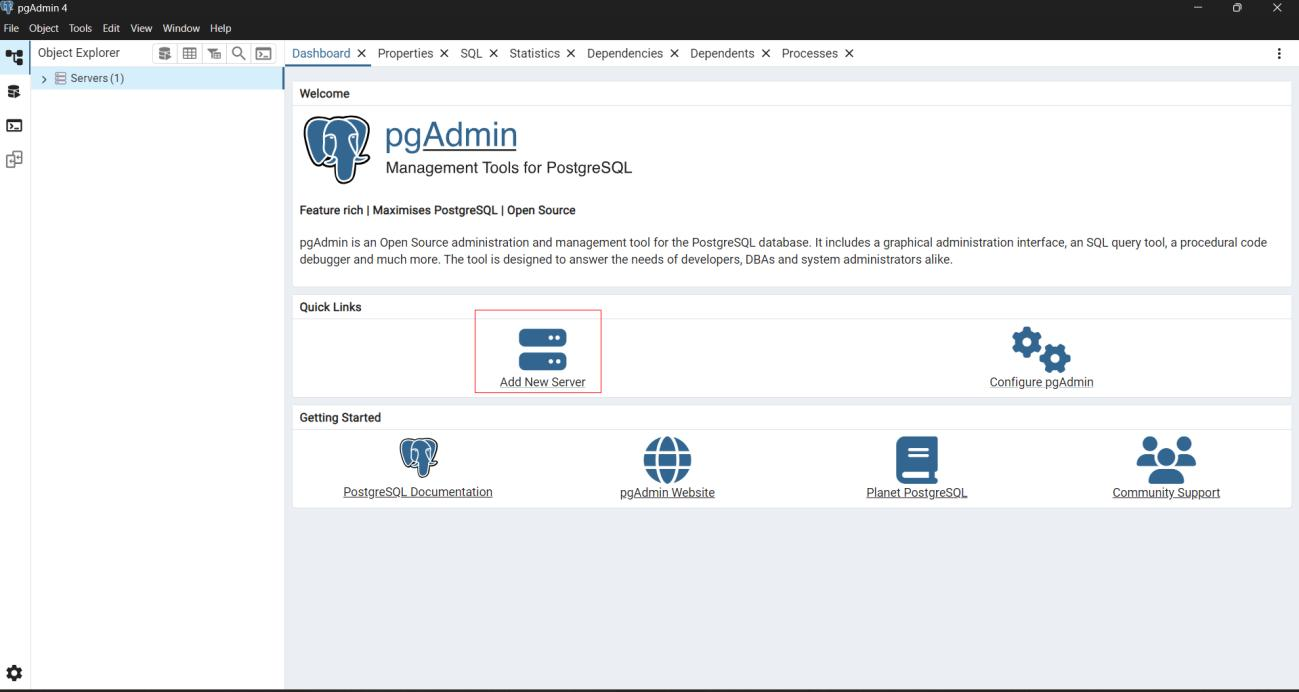 pgAdmin 4
File Object Tools Edit View Window Help
Object Explorer
Servers (1)
Dashboard Properties SQL Statistics Dependencies Dependents Processes
Welcome
pgAdmin
Management Tools for PostgreSQL
Feature rich | Maximises PostgreSQL | Open Source
pgAdmin is an Open Source administration and management tool for the PostgreSQL database. It includes a graphical administration interface, an SQL query tool, a procedural code
debugger and much more. The tool is designed to answer the needs of developers, DBAs and system administrators alike.
Quick Links
Add New Server Configure pgAdmin
Getting Started
PostgreSQL Documentation pgAdmin Website Planet PostgreSQL Community Support